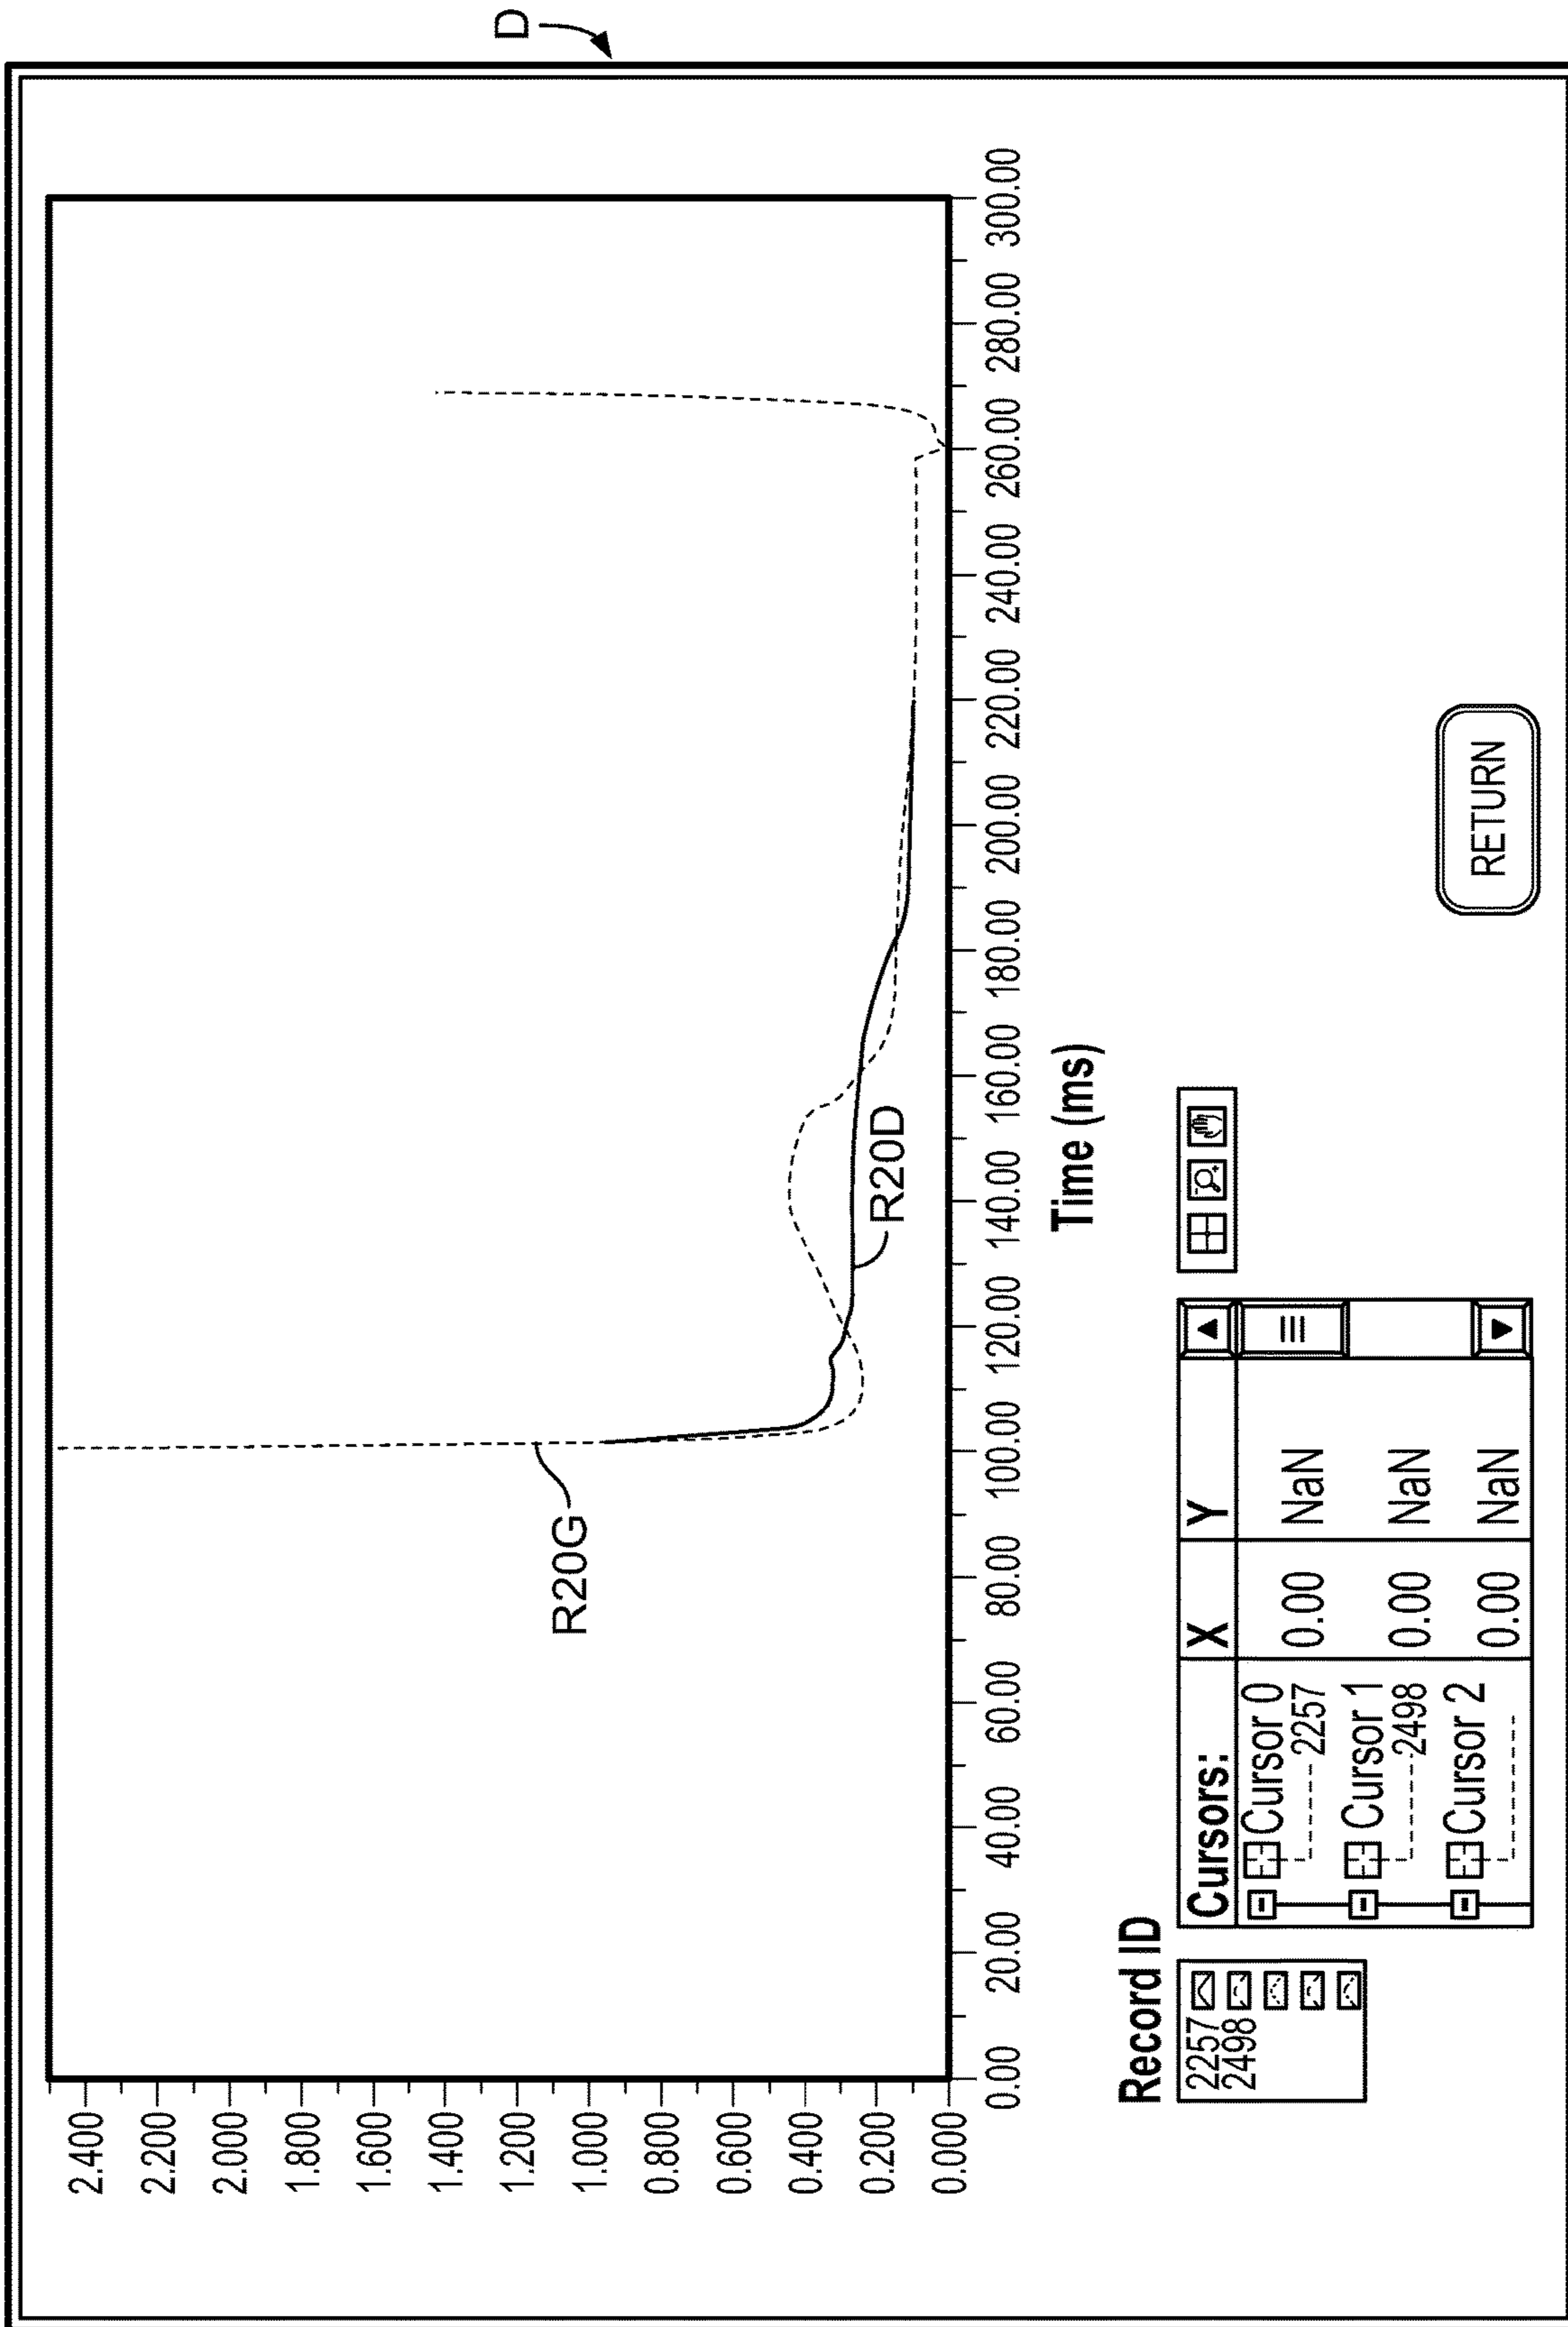 D
2.400
2.200
2.000
1.800
1.600
1.400
1.200
1.000
0.800
0.600
0.400
0.200
0.000
R20G
R20D
0.00 20.00 40.00 60.00 80.00 100.00 120.00 140.00 160.00 180.00 200.00 220.00 240.00 260.00 280.00 300.00
Time (ms)
Record ID
2257
2498
Cursors: X Y
Cursor 0 0.00 NaN
2257
Cursor 1 0.00 NaN
2498
Cursor 2 0.00 NaN
RETURN